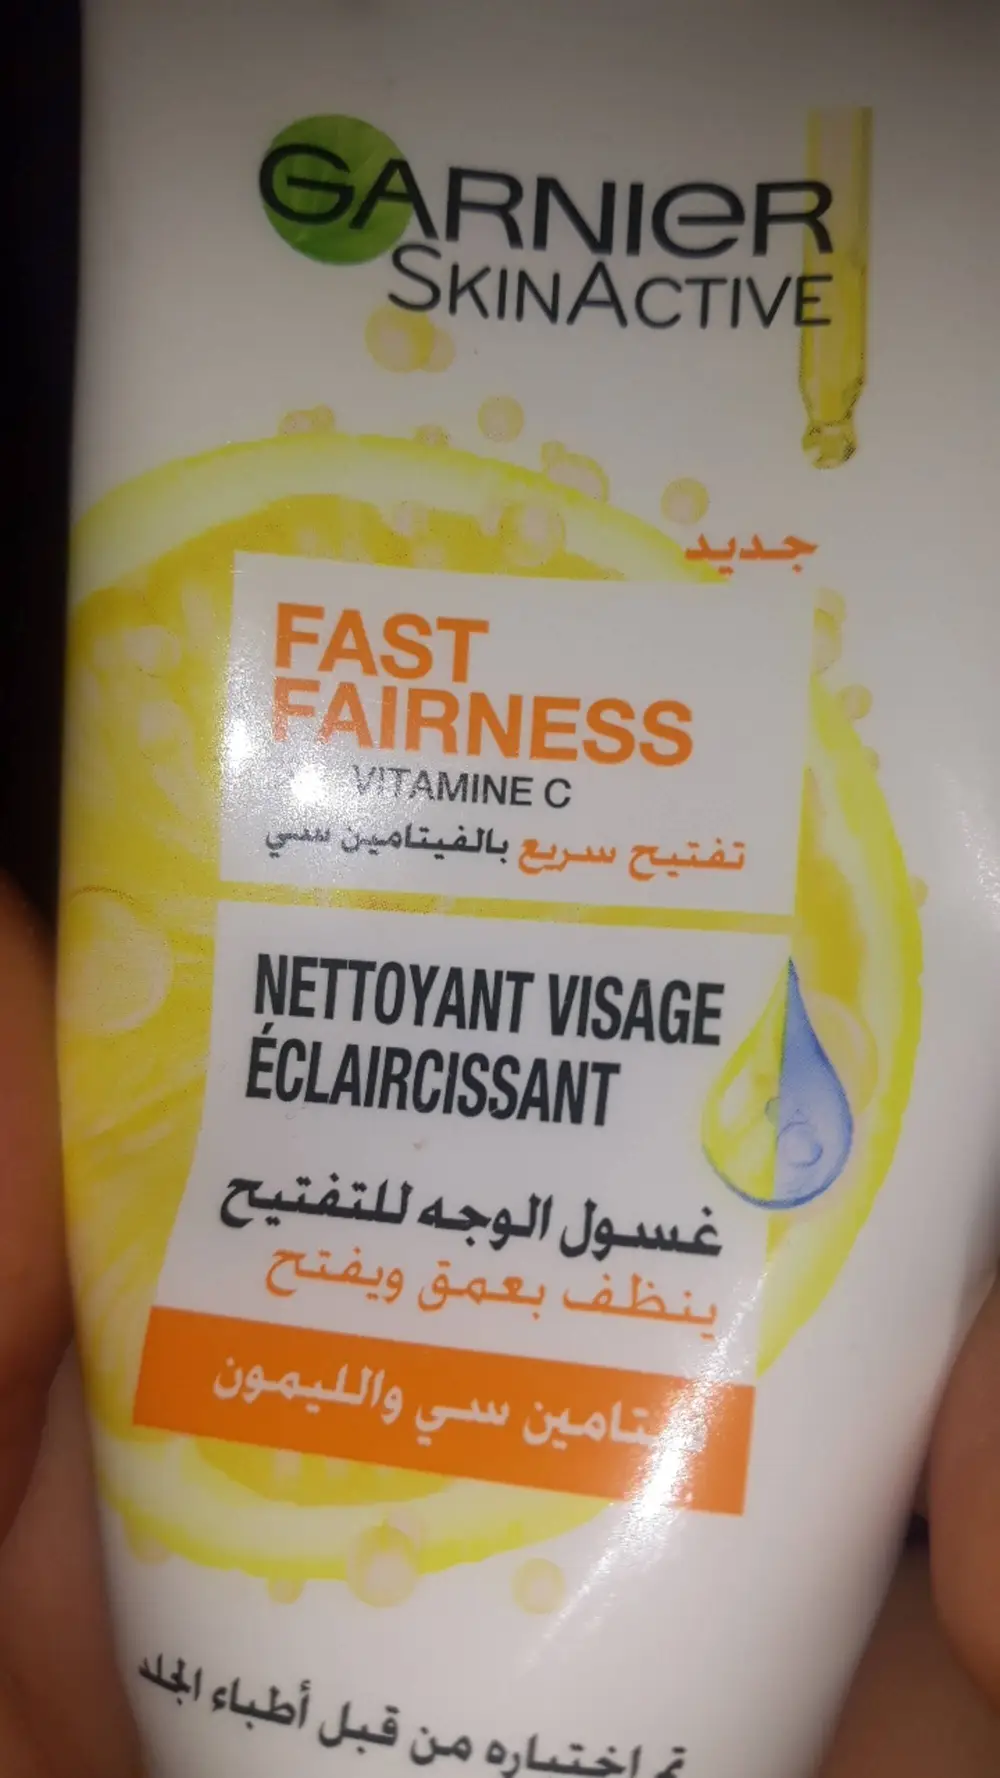 GARNIER
SKINACTIVE
جديد
FAST
FAIRNESS
VITAMINE C
تفتيح سريع بالفيتامين سي
NETTOYANT VISAGE
ÉCLAIRCISSANT
غسول الوجه للتفتيح
ينظف بعمق ويفتح
سي والليمون
تم اختباره من قبل أطباء الجلد